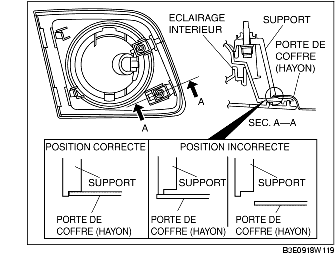 ECLAIRAGE
INTERIEUR
SUPPORT
PORTE DE
COFFRE
(HAYON)
A
A
SEC. A—A
POSITION CORRECTE
POSITION INCORRECTE
SUPPORT
SUPPORT
SUPPORT
PORTE DE
COFFRE (HAYON)
PORTE DE
COFFRE (HAYON)
PORTE DE
COFFRE (HAYON)
B3E0918W119